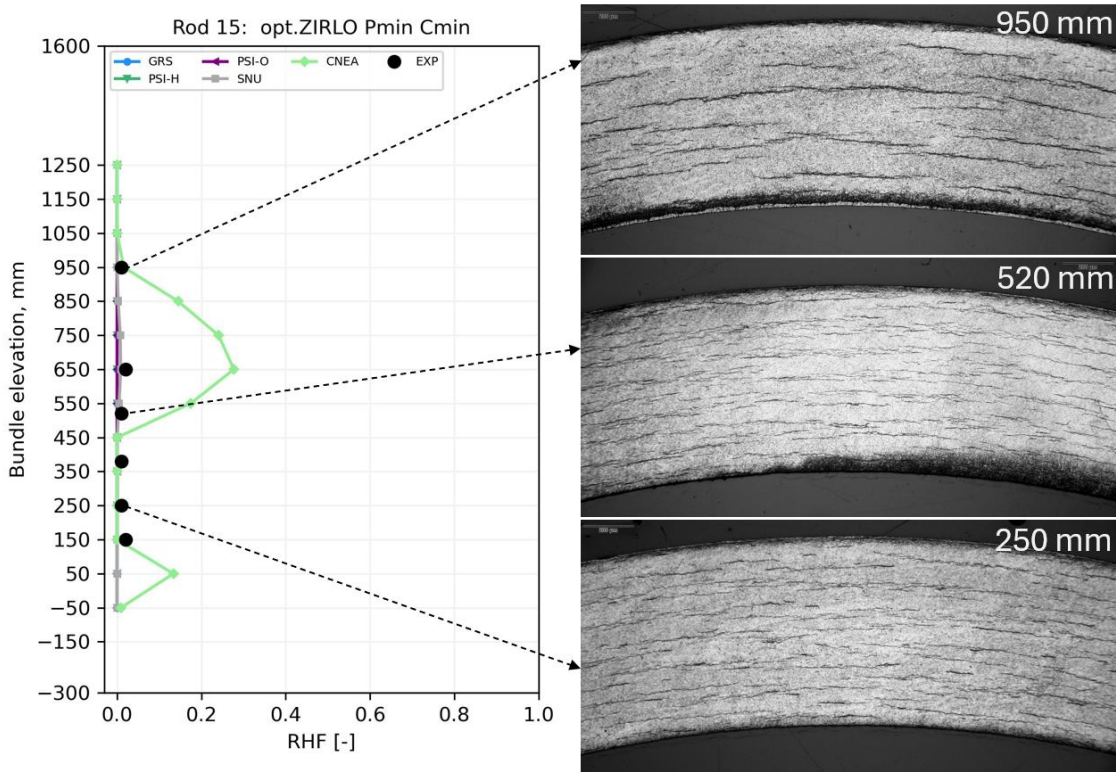 Rod 15: opt.ZIRLO Pmin Cmin
GRS
PSI-H
PSI-O
SNU
CNEA
EXP
1600
1250
1150
1050
950
850
750
650
550
450
350
250
150
50
−50
−150
−300
Bundle elevation, mm
0.0 0.2 0.4 0.6 0.8 1.0
RHF [-]
950 mm
520 mm
250 mm